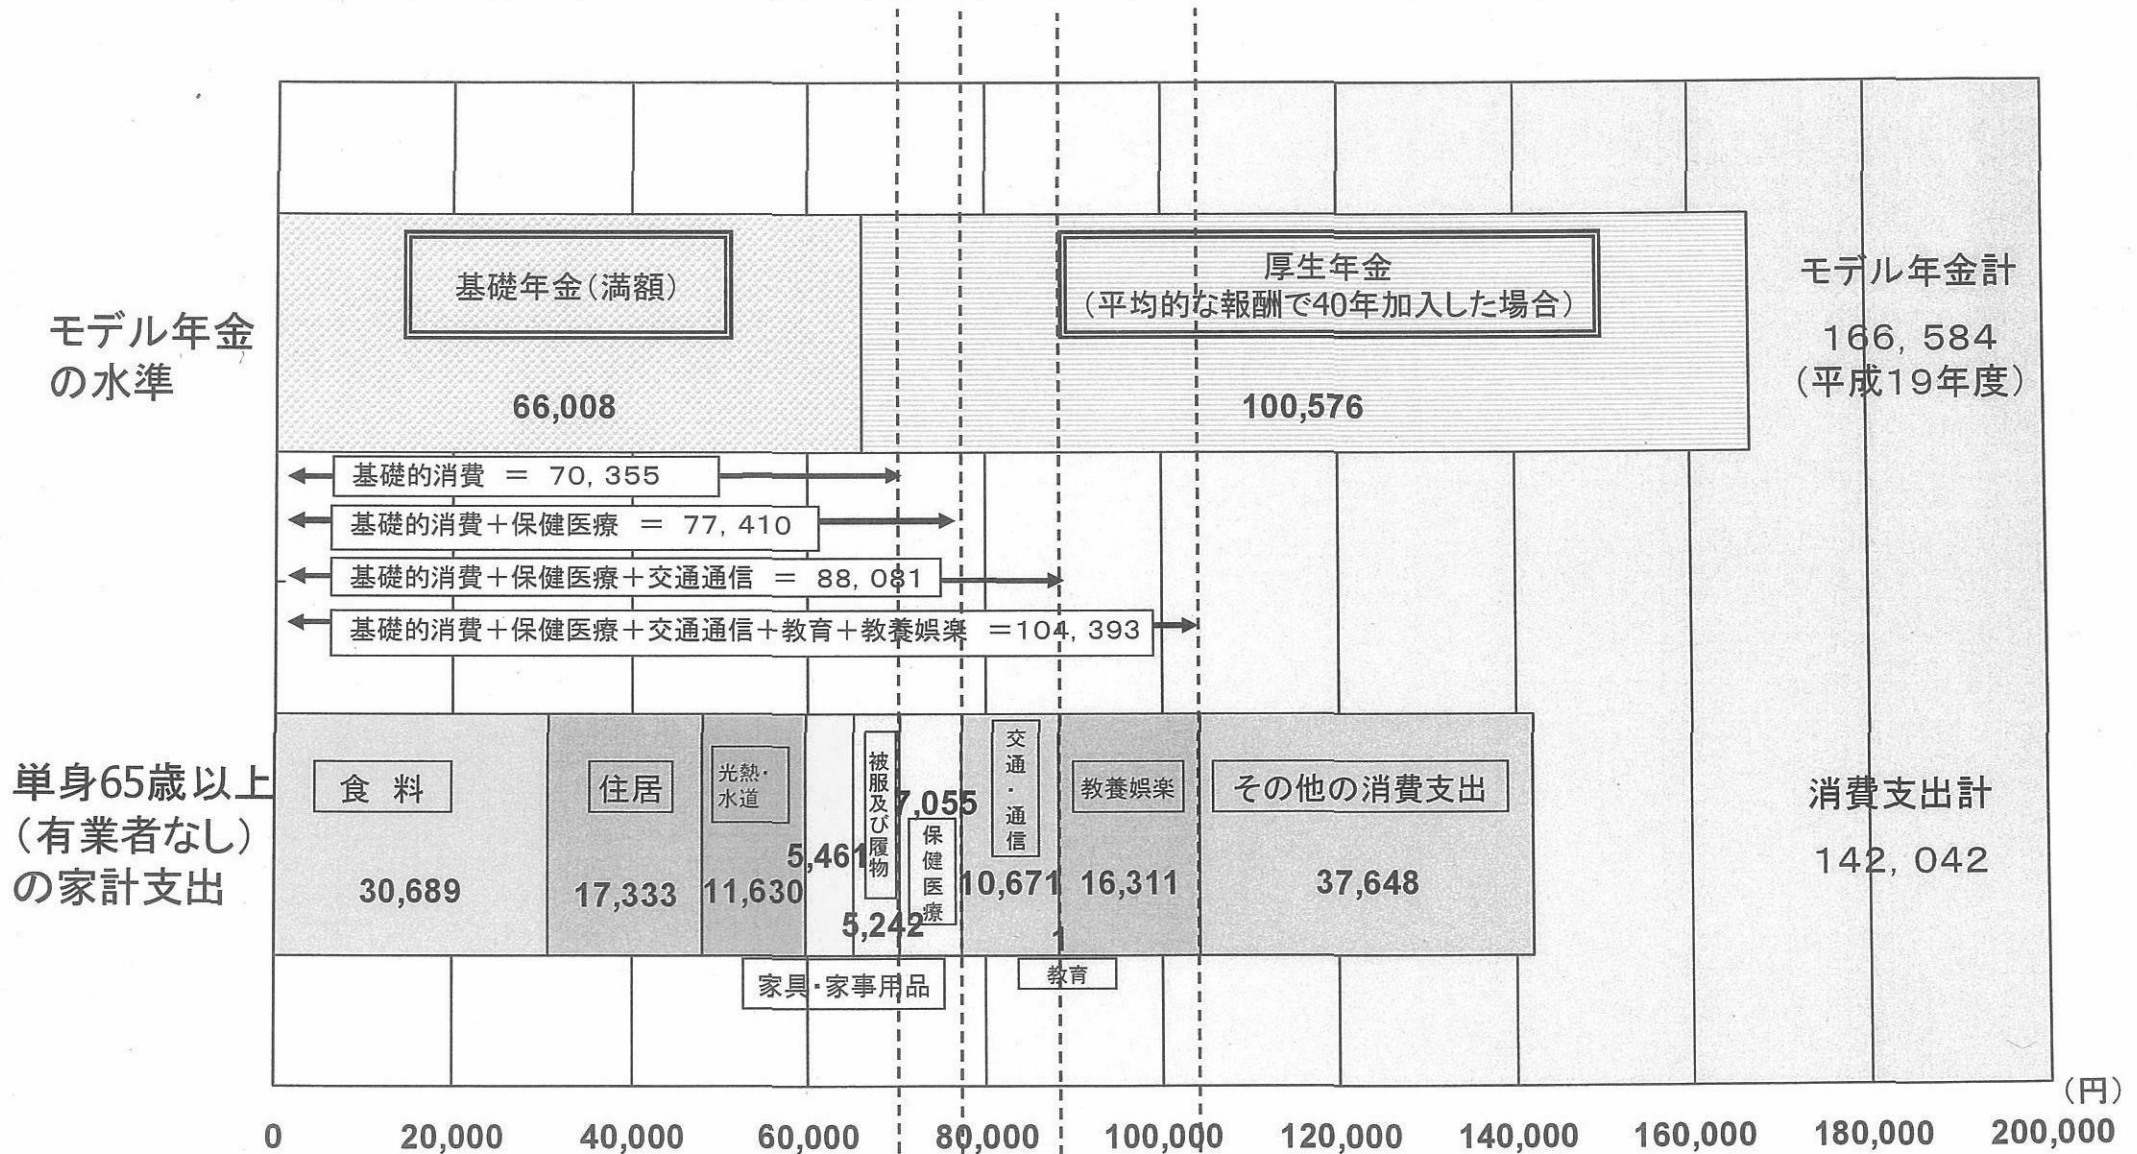 モデル年金
の水準
基礎年金（満額）
66,008
厚生年金
（平均的な報酬で40年加入した場合）
100,576
モデル年金計
１６６，５８４
（平成１９年度）
基礎的消費 ＝ ７０，３５５
基礎的消費＋保健医療 ＝ ７７，４１０
基礎的消費＋保健医療＋交通通信 ＝ ８８，０８１
基礎的消費＋保健医療＋交通通信＋教育＋教養娯楽 ＝１０４，３９３
単身65歳以上
（有業者なし）
の家計支出
食 料
30,689
住居
17,333
光熱・
水道
11,630
5,461
家具・家事用品
被服及び履物
5,242
7,055
保健医療
交通・通信
10,671
1
教育
教養娯楽
16,311
その他の消費支出
37,648
消費支出計
１４２，０４２
（円）
0 20,000 40,000 60,000 80,000 100,000 120,000 140,000 160,000 180,000 200,000